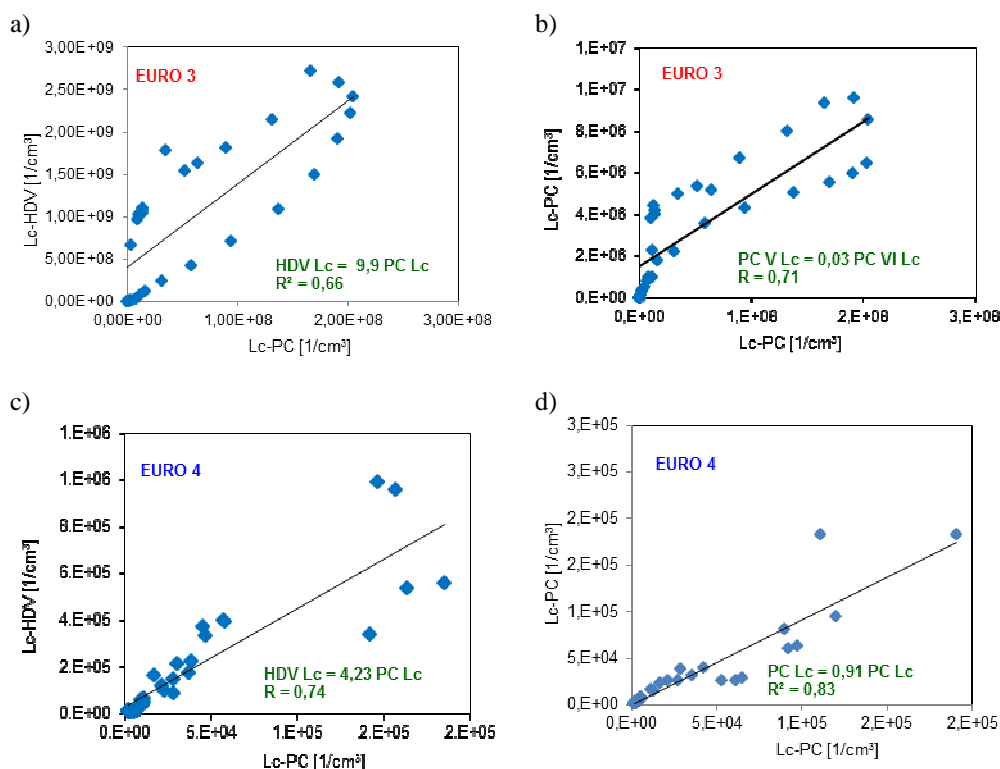 a)
3,00E+09
2,50E+09
2,00E+09
1,50E+09
1,00E+09
5,00E+08
0,00E+00
Lc-HDV [1/cm³]
EURO 3
HDV Lc = 9,9 PC Lc
R² = 0,66
0,00E+00 1,00E+08 2,00E+08 3,00E+08
Lc-PC [1/cm³]
b)
1,E+07
1,E+07
8,E+06
6,E+06
4,E+06
2,E+06
0,E+00
Lc-PC [1/cm³]
EURO 3
PC V Lc = 0,03 PC VI Lc
R = 0,71
0,E+00 1,E+08 2,E+08 3,E+08
Lc-PC [1/cm³]
c)
1.E+06
1.E+06
8.E+05
6.E+05
4.E+05
2.E+05
0.E+00
Lc-HDV [1/cm³]
EURO 4
HDV Lc = 4,23 PC Lc
R = 0,74
0.E+00 5.E+04 1.E+05 2.E+05 2.E+05
Lc-PC [1/cm³]
d)
3,E+05
3,E+05
2,E+05
2,E+05
1,E+05
5,E+04
0,E+00
Lc-PC [1/cm³]
EURO 4
PC Lc = 0,91 PC Lc
R² = 0,83
0,E+00 5,E+04 1,E+05 2,E+05 2,E+05
Lc-PC [1/cm³]